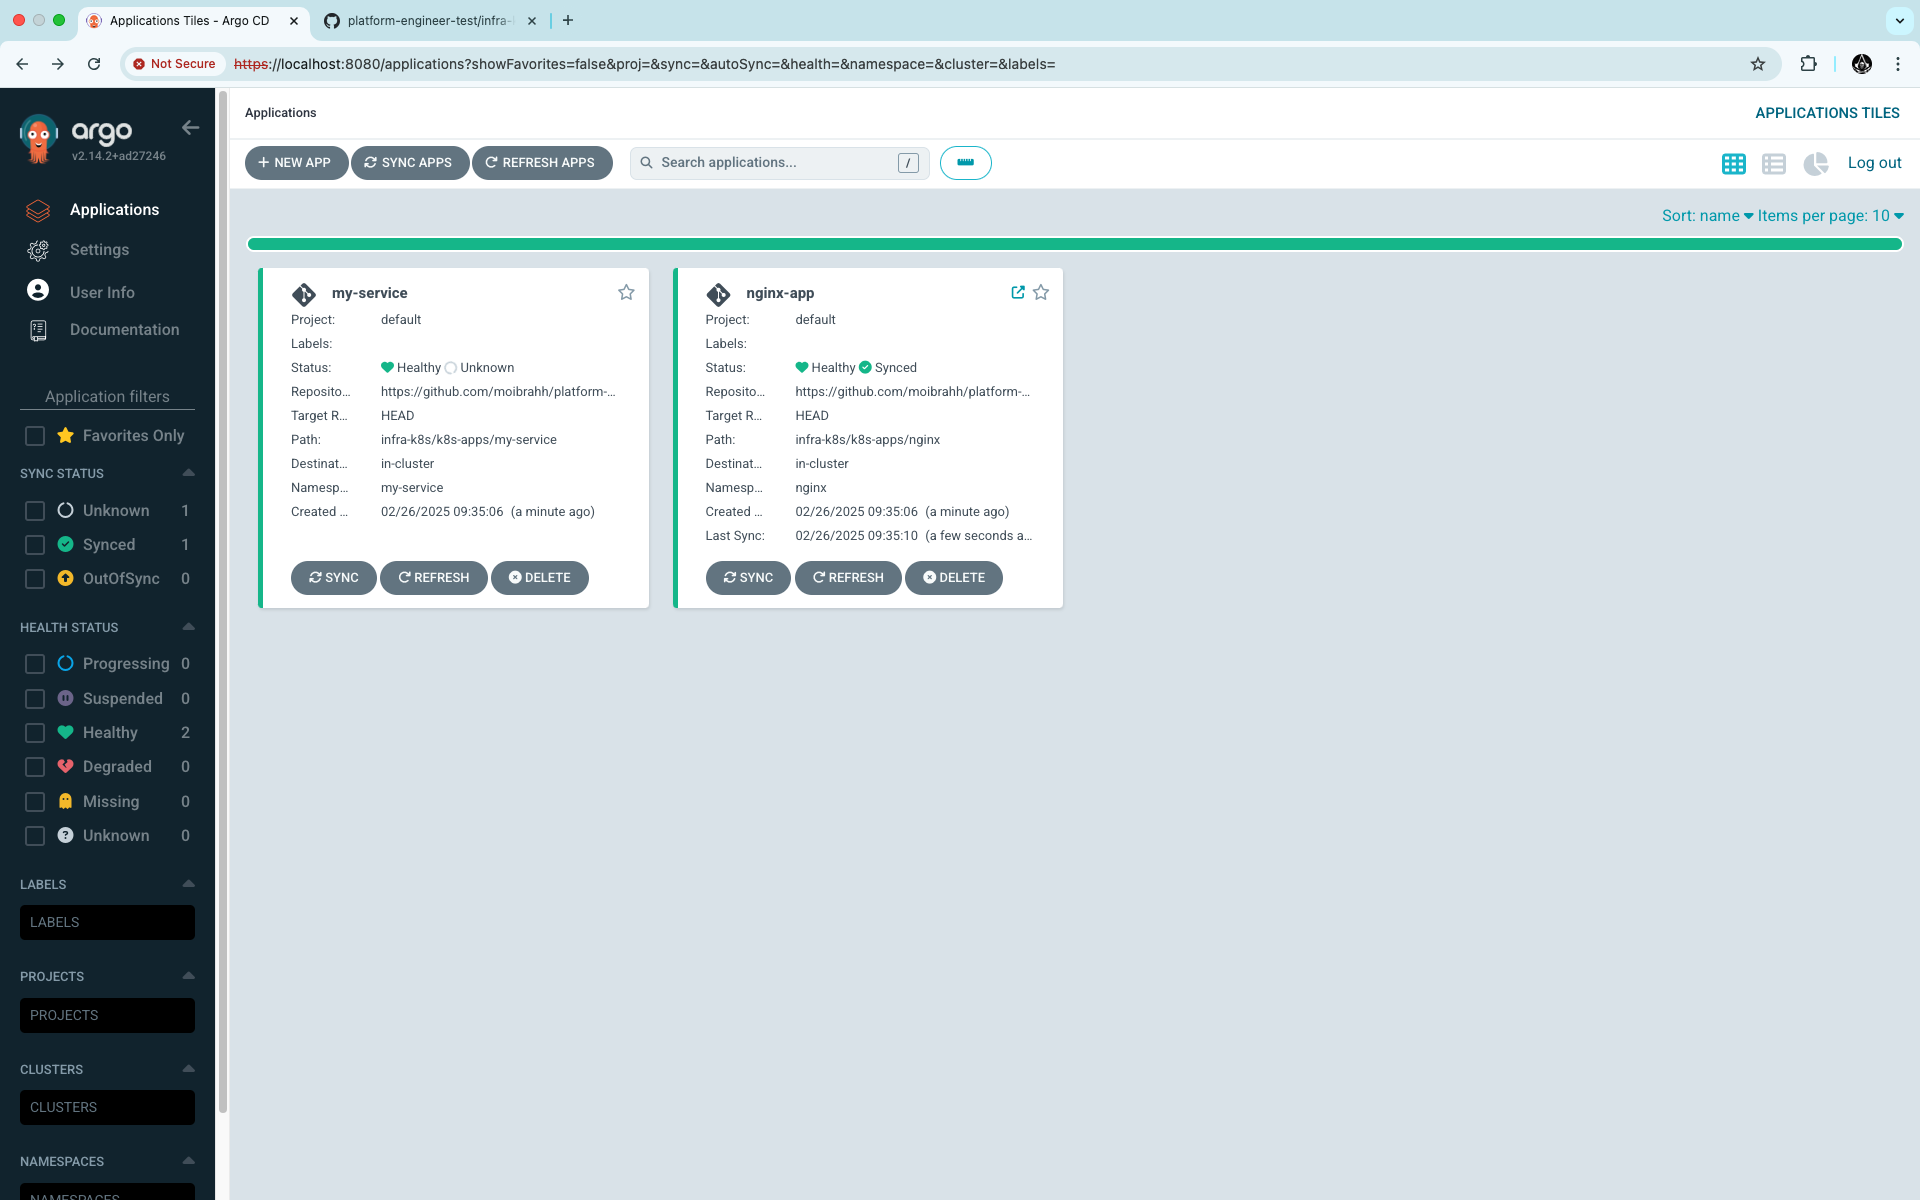 Applications Tiles - Argo CD
platform-engineer-test/infra-
Not Secure
https://localhost:8080/applications?showFavorites=false&proj=&sync=&autoSync=&health=&namespace=&cluster=&labels=
argo
v2.14.2+ad27246
Applications
Settings
User Info
Documentation
Application filters
Favorites Only
SYNC STATUS
Unknown 1
Synced 1
OutOfSync 0
HEALTH STATUS
Progressing 0
Suspended 0
Healthy 2
Degraded 0
Missing 0
Unknown 0
LABELS
LABELS
PROJECTS
PROJECTS
CLUSTERS
CLUSTERS
NAMESPACES
NAMESPACES
Applications
APPLICATIONS TILES
NEW APP SYNC APPS REFRESH APPS Search applications... / Log out
Sort: name Items per page: 10
my-service
Project: default
Labels:
Status: Healthy Unknown
Reposito... https://github.com/moibrahh/platform-...
Target R... HEAD
Path: infra-k8s/k8s-apps/my-service
Destinat... in-cluster
Namesp... my-service
Created ... 02/26/2025 09:35:06 (a minute ago)
SYNC REFRESH DELETE
nginx-app
Project: default
Labels:
Status: Healthy Synced
Reposito... https://github.com/moibrahh/platform-...
Target R... HEAD
Path: infra-k8s/k8s-apps/nginx
Destinat... in-cluster
Namesp... nginx
Created ... 02/26/2025 09:35:06 (a minute ago)
Last Sync: 02/26/2025 09:35:10 (a few seconds a...
SYNC REFRESH DELETE